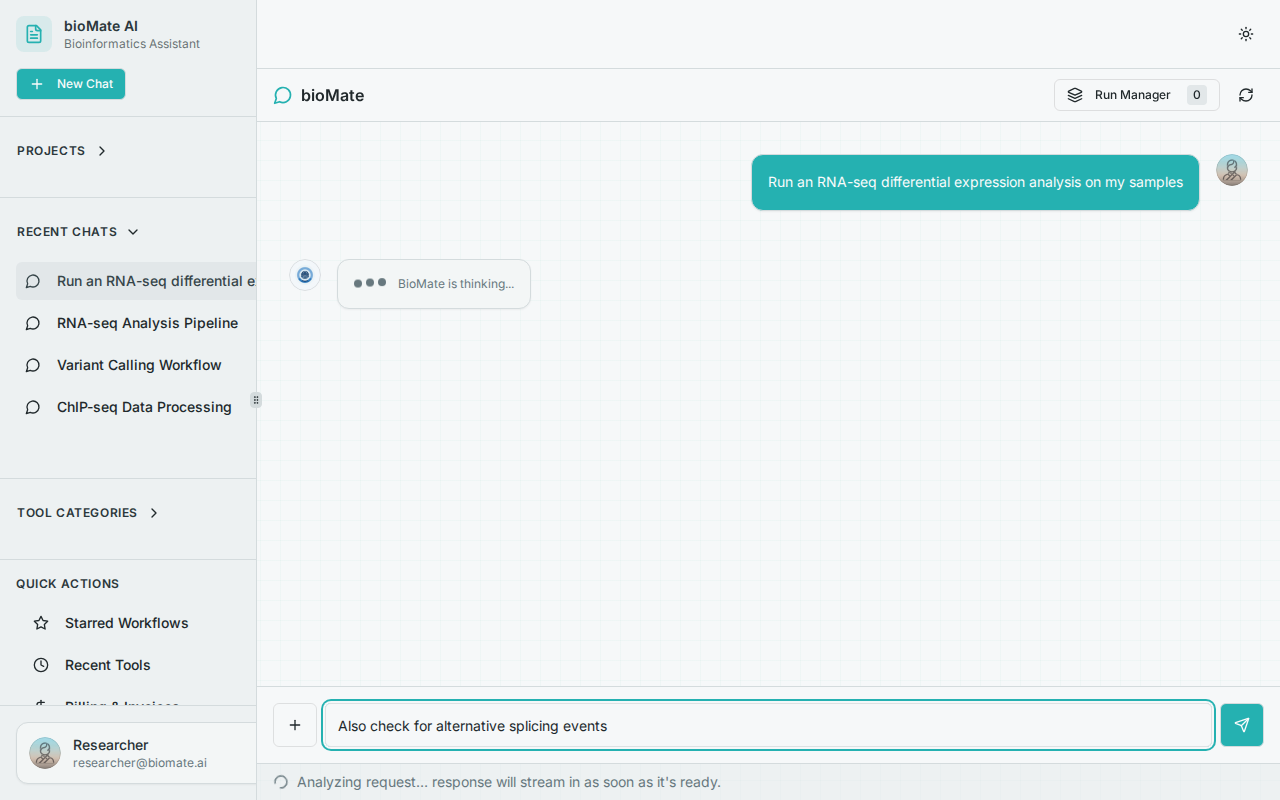 bioMate AI
Bioinformatics Assistant
New Chat
PROJECTS
RECENT CHATS
Run an RNA-seq differential e
RNA-seq Analysis Pipeline
Variant Calling Workflow
ChIP-seq Data Processing
TOOL CATEGORIES
QUICK ACTIONS
Starred Workflows
Recent Tools
Billing & Invoices
Researcher
researcher@biomate.ai
bioMate
Run Manager 0
Run an RNA-seq differential expression analysis on my samples
BioMate is thinking...
Also check for alternative splicing events
Analyzing request... response will stream in as soon as it's ready.